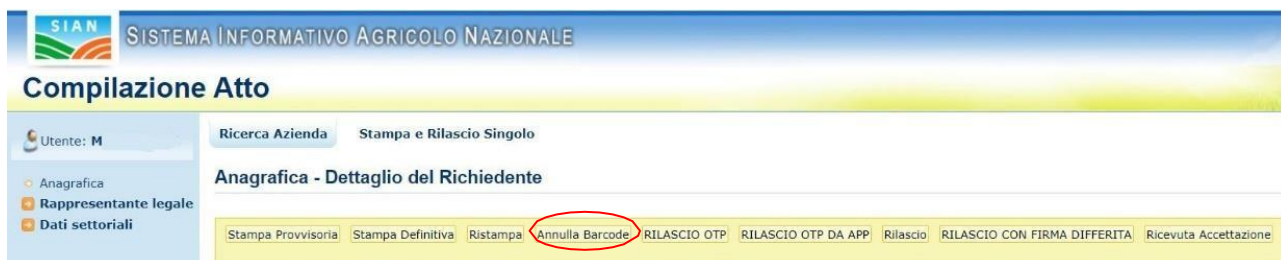 SIAN
SISTEMA INFORMATIVO AGRICOLO NAZIONALE
Compilazione Atto
Utente: M
Ricerca Azienda Stampa e Rilascio Singolo
Anagrafica
Rappresentante legale
Dati settoriali
Anagrafica - Dettaglio del Richiedente
Stampa Provvisoria Stampa Definitiva Ristampa Annulla Barcode RILASCIO OTP RILASCIO OTP DA APP Rilascio RILASCIO CON FIRMA DIFFERITA Ricevuta Accettazione